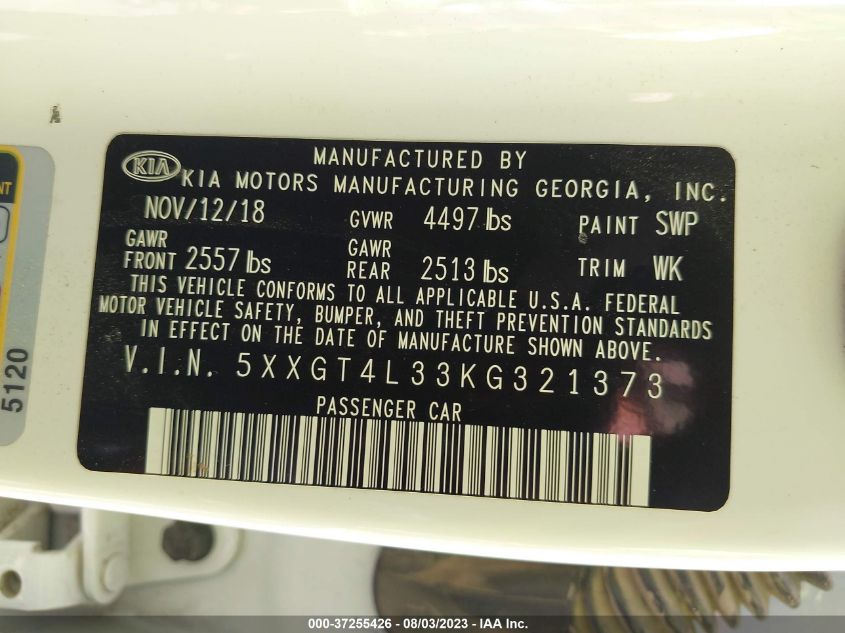 KIA
MANUFACTURED BY
KIA MOTORS MANUFACTURING GEORGIA, INC.
NOV/12/18 GVWR 4497 lbs PAINT SWP
GAWR FRONT 2557 lbs GAWR REAR 2513 lbs TRIM WK
THIS VEHICLE CONFORMS TO ALL APPLICABLE U.S.A. FEDERAL
MOTOR VEHICLE SAFETY, BUMPER, AND THEFT PREVENTION STANDARDS
IN EFFECT ON THE DATE OF MANUFACTURE SHOWN ABOVE.
V.I.N. 5XXGT4L33KG321373
PASSENGER CAR
5120
000-37255426 - 08/03/2023 - IAA Inc.